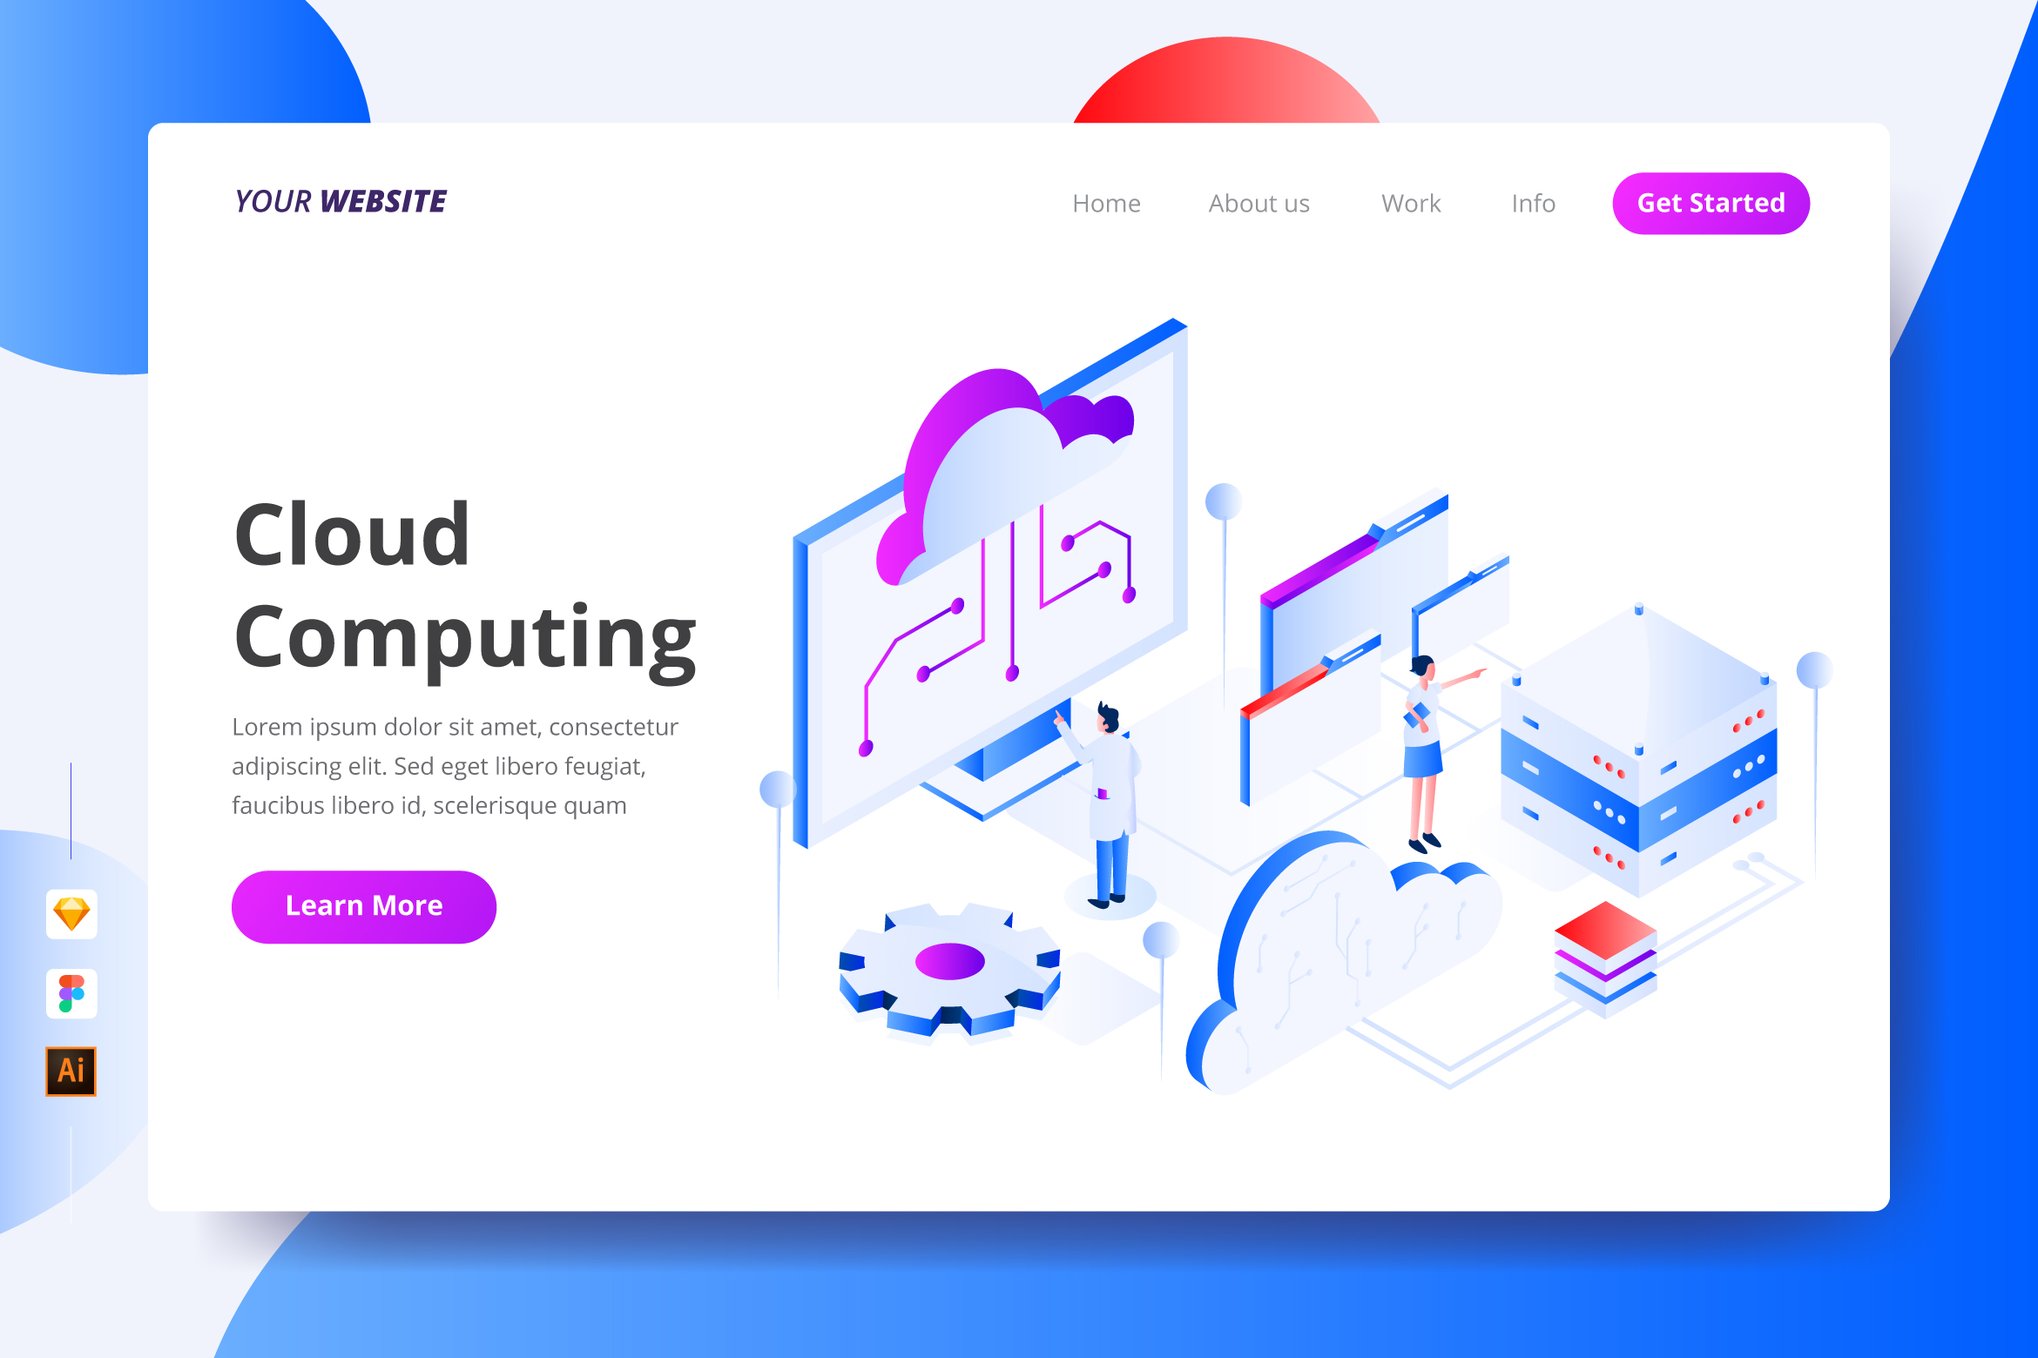 YOUR WEBSITE
Home About us Work Info Get Started
Cloud
Computing
Lorem ipsum dolor sit amet, consectetur
adipiscing elit. Sed eget libero feugiat,
faucibus libero id, scelerisque quam
Learn More
Ai